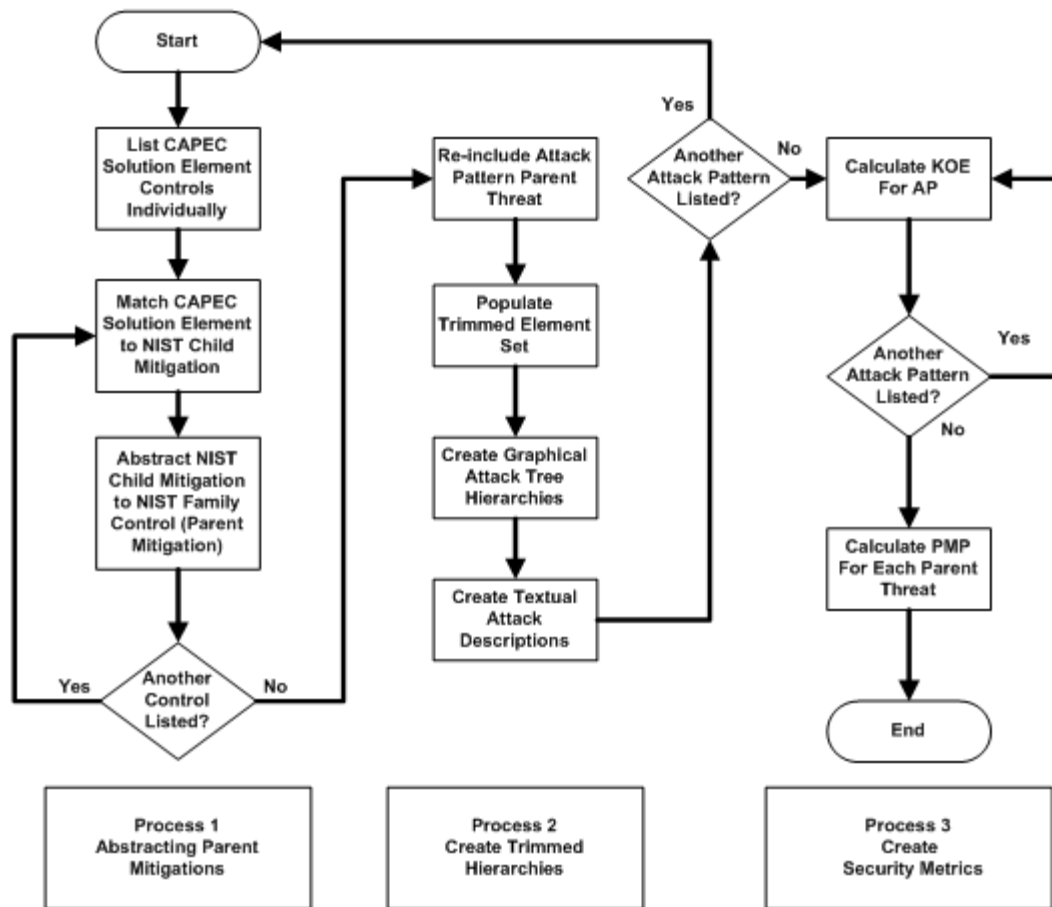 Start
List CAPEC
Solution Element
Controls
Individually
Match CAPEC
Solution Element
to NIST Child
Mitigation
Abstract NIST
Child Mitigation
to NIST Family
Control (Parent
Mitigation)
Another
Control
Listed?
Yes
No
Re-include Attack
Pattern Parent
Threat
Populate
Trimmed Element
Set
Create Graphical
Attack Tree
Hierarchies
Create Textual
Attack
Descriptions
Another
Attack Pattern
Listed?
Yes
No
Calculate KOE
For AP
Another
Attack Pattern
Listed?
Yes
No
Calculate PMP
For Each Parent
Threat
End
Process 1
Abstracting Parent
Mitigations
Process 2
Create Trimmed
Hierarchies
Process 3
Create
Security Metrics